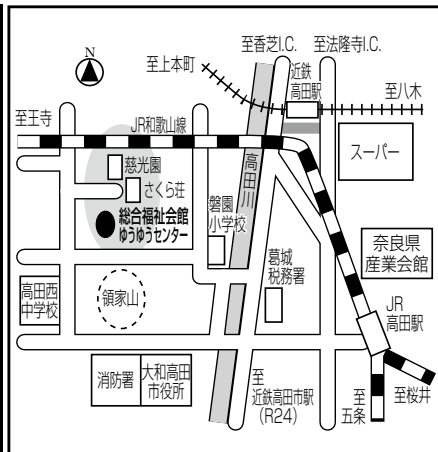 至香芝I.C.
至法隆寺I.C.
N
至上本町
近鉄
高田駅
至八木
至王寺
JR和歌山線
スーパー
慈光園
さくら荘
高田川
総合福祉会館
ゆうゆうセンター
磐園
小学校
奈良県
産業会館
葛城
税務署
高田西
中学校
領家山
JR
高田駅
消防署
大和高田
市役所
至
近鉄高田市駅
(R24)
至
五条
至桜井